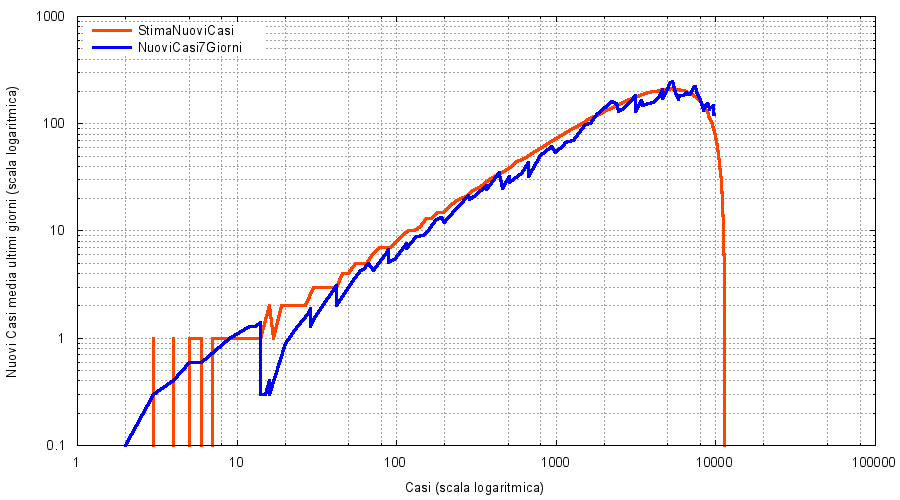 1000
100
10
1
0.1
Nuovi Casi media ultimi giorni (scala logaritmica)
StimaNuoviCasi
NuoviCasi7Giorni
1 10 100 1000 10000 100000
Casi (scala logaritmica)